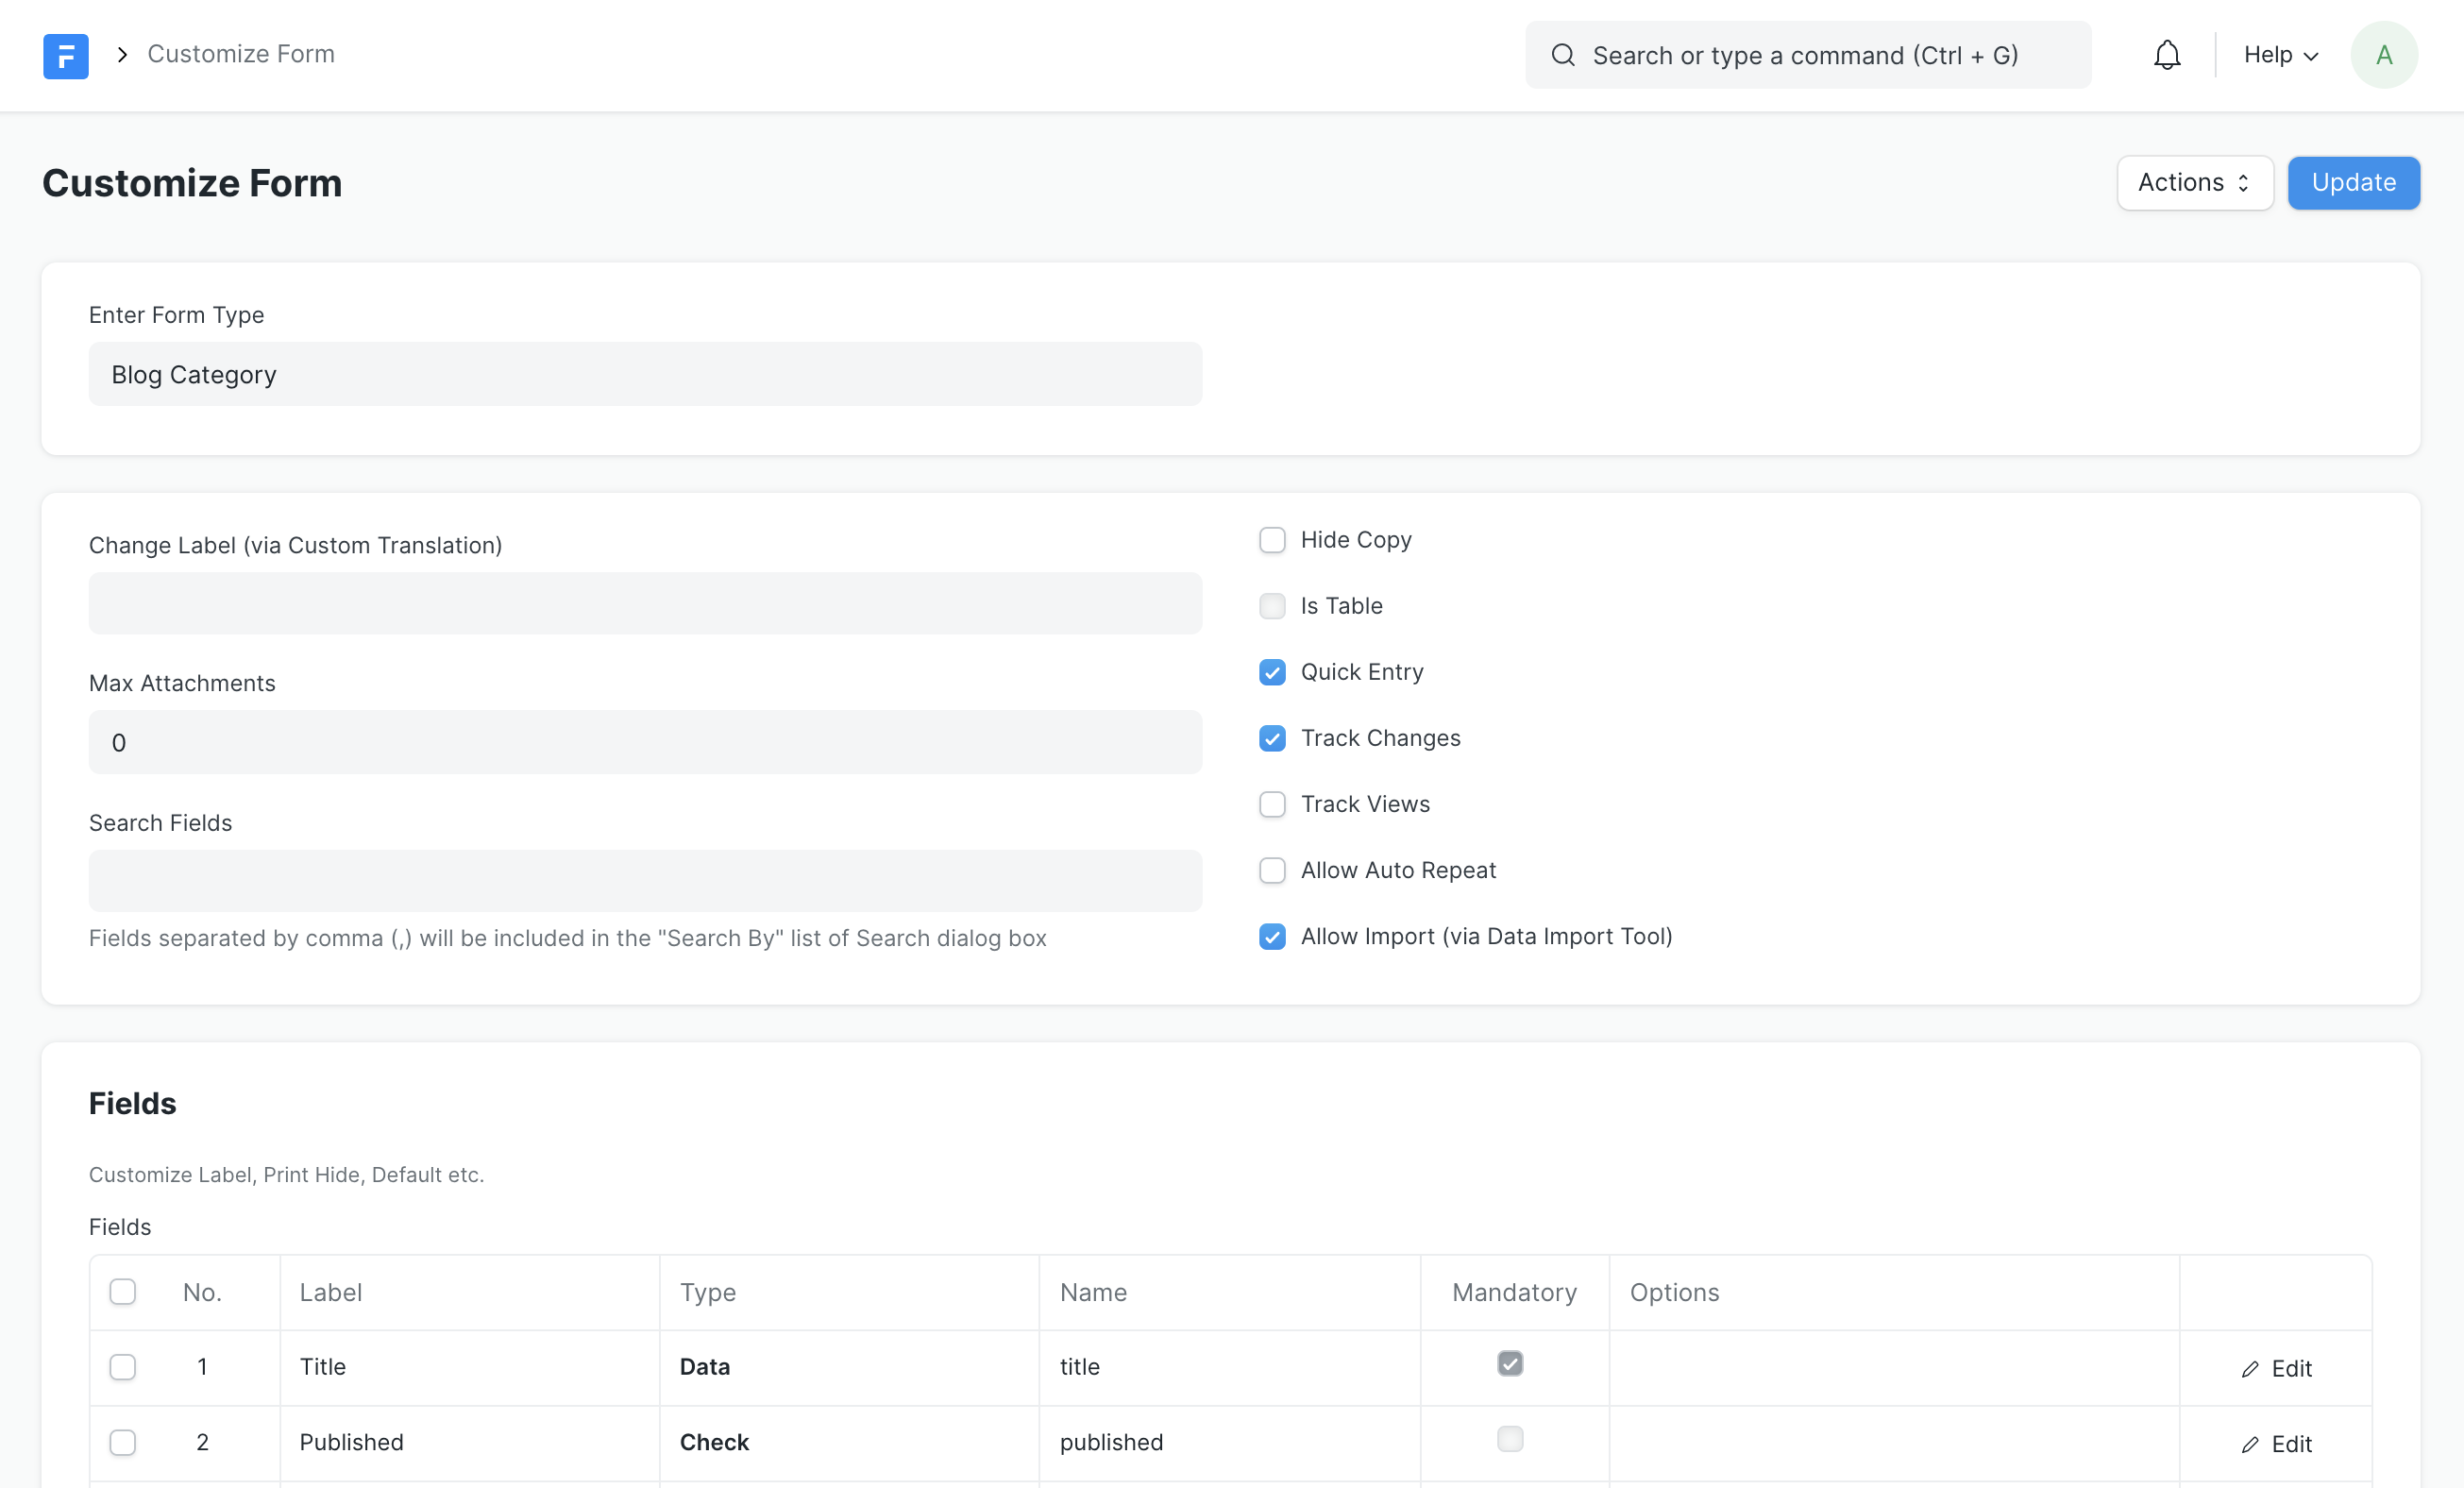 F
Customize Form
Search or type a command (Ctrl + G)
Help
A
Customize Form
Actions
Update
Enter Form Type
Blog Category
Change Label (via Custom Translation)
Max Attachments
0
Search Fields
Fields separated by comma (,) will be included in the "Search By" list of Search dialog box
Hide Copy
Is Table
Quick Entry
Track Changes
Track Views
Allow Auto Repeat
Allow Import (via Data Import Tool)
Fields
Customize Label, Print Hide, Default etc.
Fields
No. Label Type Name Mandatory Options
1 Title Data title Edit
2 Published Check published Edit